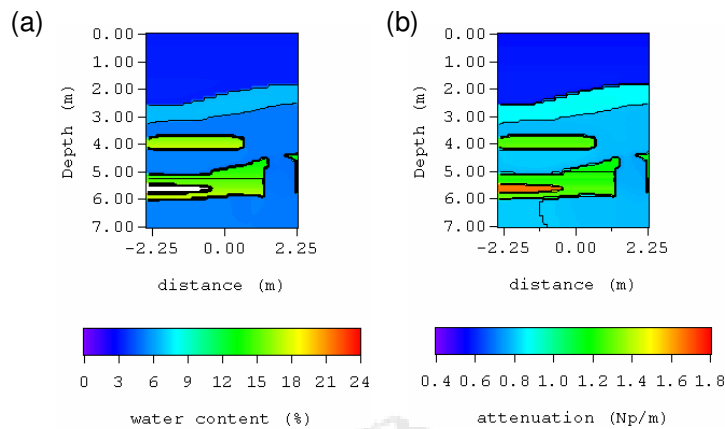 (a)
0.00
1.00
2.00
3.00
4.00
5.00
6.00
7.00
Depth (m)
-2.25 0.00 2.25
distance (m)
0 3 6 9 12 15 18 21 24
water content (%)
(b)
0.00
1.00
2.00
3.00
4.00
5.00
6.00
7.00
Depth (m)
-2.25 0.00 2.25
distance (m)
0.4 0.6 0.8 1.0 1.2 1.4 1.6 1.8
attenuation (Np/m)